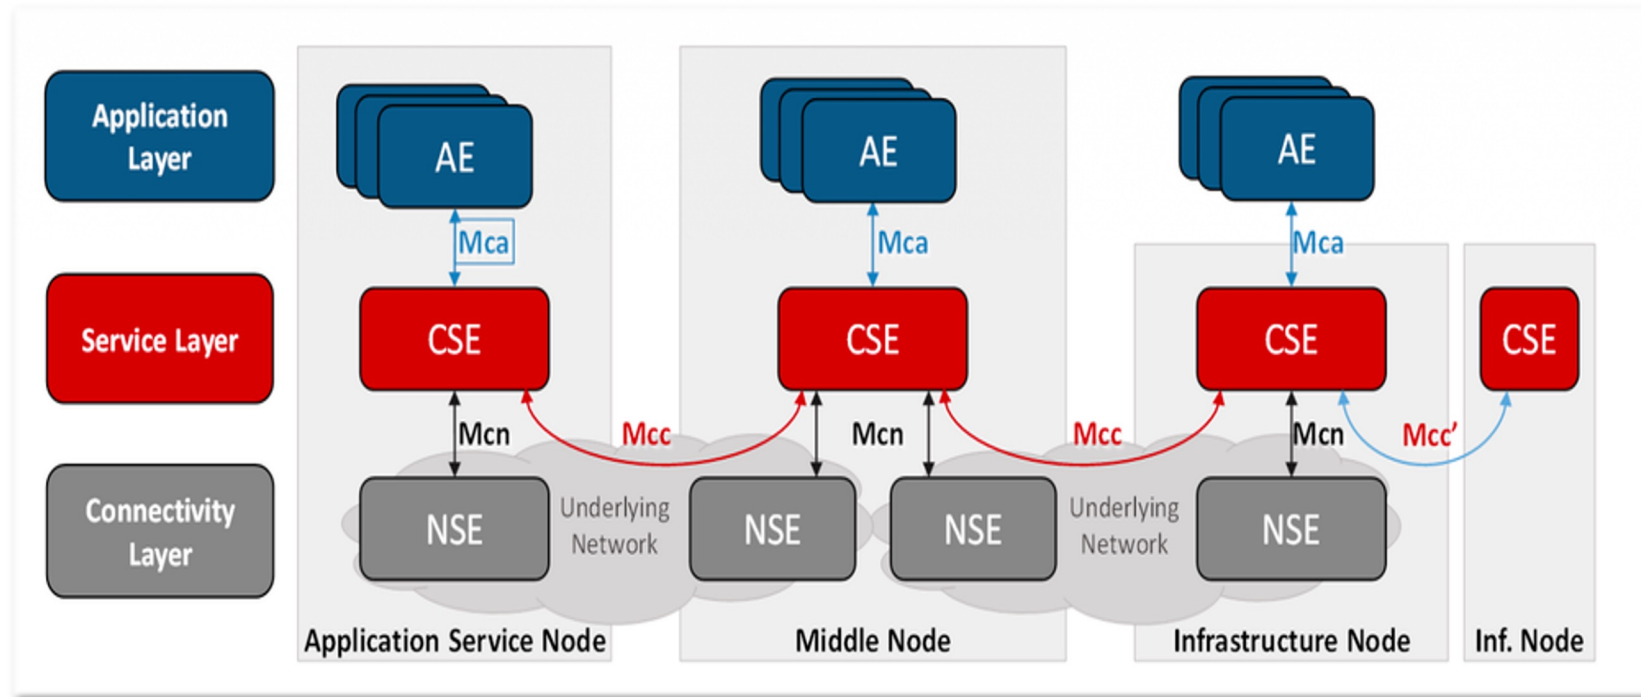 Application
Layer
AE
AE
AE
Mca
Mca
Mca
Service Layer
CSE
CSE
CSE
CSE
Mcn
Mcc
Mcn
Mcc
Mcn
Mcc’
Connectivity
Layer
NSE
Underlying
Network
NSE
NSE
Underlying
Network
NSE
Application Service Node
Middle Node
Infrastructure Node
Inf. Node